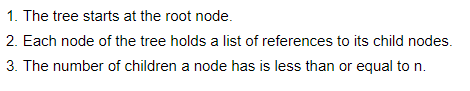 1. The tree starts at the root node.
2. Each node of the tree holds a list of references to its child nodes.
3. The number of children a node has is less than or equal to n.